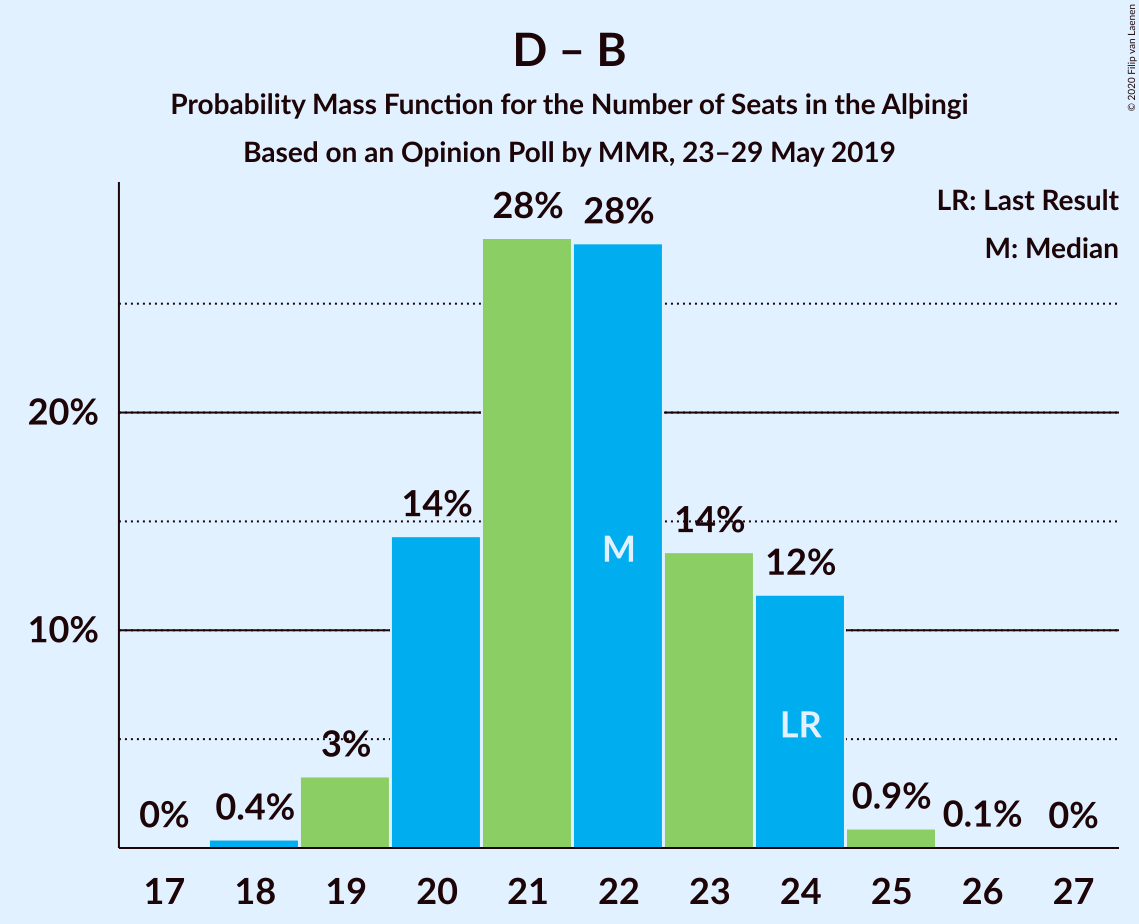 D – B
Probability Mass Function for the Number of Seats in the Alþingi
Based on an Opinion Poll by MMR, 23–29 May 2019
© 2020 Filip van Laenen
LR: Last Result
M: Median
28%
28%
20%
14%
14%
M
12%
10%
LR
3%
0%
0.4%
0.9%
0.1%
0%
17 18 19 20 21 22 23 24 25 26 27